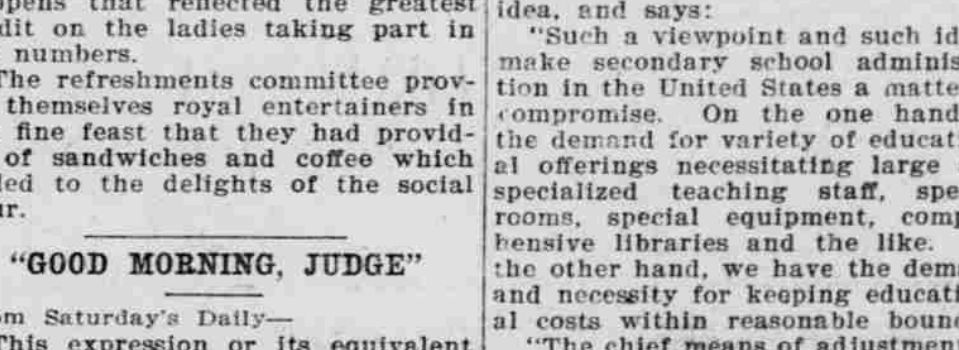 pens that reflected the greatest
dit on the ladies taking part in
numbers.
The refreshments committee prov-
themselves royal entertainers in
fine feast that they had provid-
of sandwiches and coffee which
led to the delights of the social
ur.
"GOOD MORNING, JUDGE"
om Saturday's Daily—
This expression or its equivalent
idea, and says:
"Such a viewpoint and such id
make secondary school adminis
tion in the United States a matte
compromise. On the one hand
the demand for variety of educati
al offerings necessitating large
specialized teaching staff, spe
rooms, special equipment, comp
hensive libraries and the like.
the other hand, we have the dem
and necessity for keeping educati
al costs within reasonable boun
"The chief means of adjustment